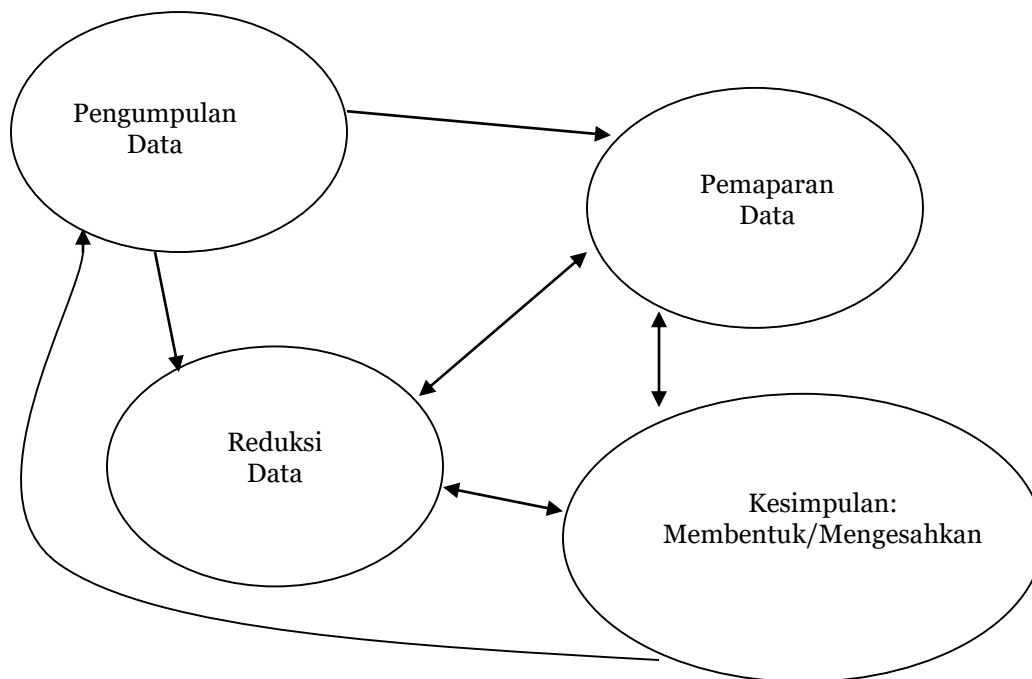 Pengumpulan
Data
Pemaparan
Data
Reduksi
Data
Kesimpulan:
Membentuk/Mengesahkan